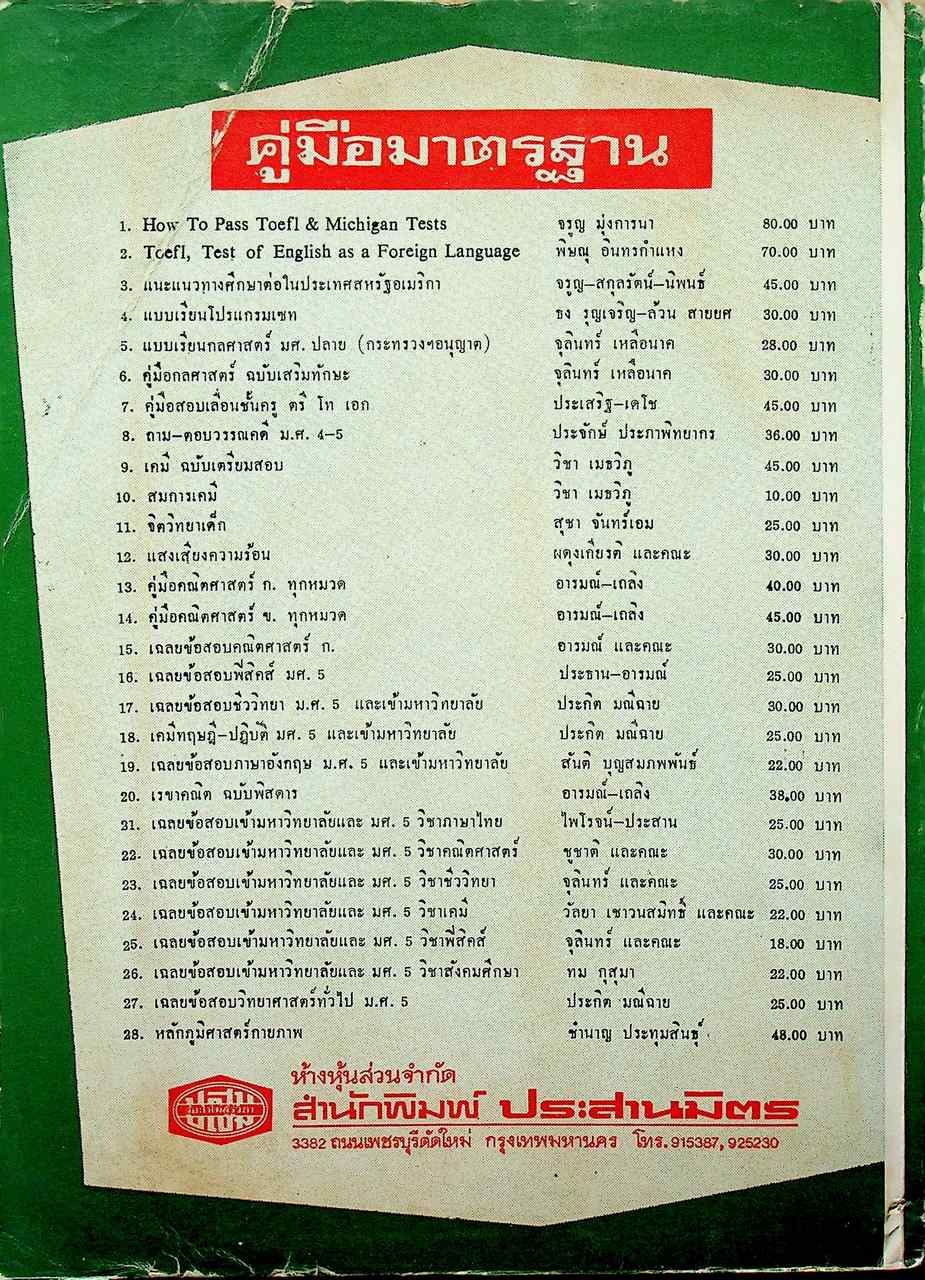 คู่มือมาตรฐาน
1. How To Pass Toefl & Michigan Tests จรูญ มุ่งการนา 80.00 บาท
2. Toefl, Test of English as a Foreign Language พิษณุ อินทรกำแหง 70.00 บาท
3. แนะแนวทางศึกษาต่อในประเทศสหรัฐอเมริกา จรูญ–สกุลรัตน์–นิพนธ์ 45.00 บาท
4. แบบเรียนโปรแกรมเซท ธง รุญเจริญ–ล้วน สายยศ 30.00 บาท
5. แบบเรียนกลศาสตร์ มศ. ปลาย (กระทรวงฯอนุญาต) จุลินทร์ เหลือนาค 28.00 บาท
6. คู่มือกลศาสตร์ ฉบับเสริมทักษะ จุลินทร์ เหลือนาค 30.00 บาท
7. คู่มือสอบเลื่อนชั้นครู ตรี โท เอก ประเสริฐ–เดโช 45.00 บาท
8. ถาม–ตอบวรรณคดี ม.ศ. 4–5 ประจักษ์ ประภาพิทยากร 36.00 บาท
9. เคมี ฉบับเตรียมสอบ วิชา เมธวิภู 45.00 บาท
10. สมการเคมี วิชา เมธวิภู 10.00 บาท
11. จิตวิทยาเด็ก สุชา จันทร์เอม 25.00 บาท
12. แสงเสียงความร้อน ผดุงเกียรติ และคณะ 30.00 บาท
13. คู่มือคณิตศาสตร์ ก. ทุกหมวด อารมณ์–เถลิง 40.00 บาท
14. คู่มือคณิตศาสตร์ ข. ทุกหมวด อารมณ์–เถลิง 45.00 บาท
15. เฉลยข้อสอบคณิตศาสตร์ ก. อารมณ์ และคณะ 30.00 บาท
16. เฉลยข้อสอบฟิสิคส์ มศ. 5 ประธาน–อารมณ์ 25.00 บาท
17. เฉลยข้อสอบชีววิทยา ม.ศ. 5 และเข้ามหาวิทยาลัย ประกิต มณีฉาย 30.00 บาท
18. เคมีทฤษฎี–ปฏิบัติ มศ. 5 และเข้ามหาวิทยาลัย ประกิต มณีฉาย 25.00 บาท
19. เฉลยข้อสอบภาษาอังกฤษ ม.ศ. 5 และเข้ามหาวิทยาลัย สันติ บุญสมภพพันธ์ 22.00 บาท
20. เรขาคณิต ฉบับพิสดาร อารมณ์–เถลิง 38.00 บาท
21. เฉลยข้อสอบเข้ามหาวิทยาลัยและ มศ. 5 วิชาภาษาไทย ไพโรจน์–ประสาน 25.00 บาท
22. เฉลยข้อสอบเข้ามหาวิทยาลัยและ มศ. 5 วิชาคณิตศาสตร์ ชูชาติ และคณะ 30.00 บาท
23. เฉลยข้อสอบเข้ามหาวิทยาลัยและ มศ. 5 วิชาชีววิทยา จุลินทร์ และคณะ 25.00 บาท
24. เฉลยข้อสอบเข้ามหาวิทยาลัยและ มศ. 5 วิชาเคมี วัลยา เชาวนสมิทธิ์ และคณะ 22.00 บาท
25. เฉลยข้อสอบเข้ามหาวิทยาลัยและ มศ. 5 วิชาฟิสิคส์ จุลินทร์ และคณะ 18.00 บาท
26. เฉลยข้อสอบเข้ามหาวิทยาลัยและ มศ. 5 วิชาสังคมศึกษา ทม กุสุมา 22.00 บาท
27. เฉลยข้อสอบวิทยาศาสตร์ทั่วไป ม.ศ. 5 ประกิต มณีฉาย 25.00 บาท
28. หลักภูมิศาสตร์กายภาพ ชำนาญ ประทุมสินธุ์ 48.00 บาท
ห้างหุ้นส่วนจำกัด
สำนักพิมพ์ ประสานมิตร
3382 ถนนเพชรบุรีตัดใหม่ กรุงเทพมหานคร โทร. 915387, 925230